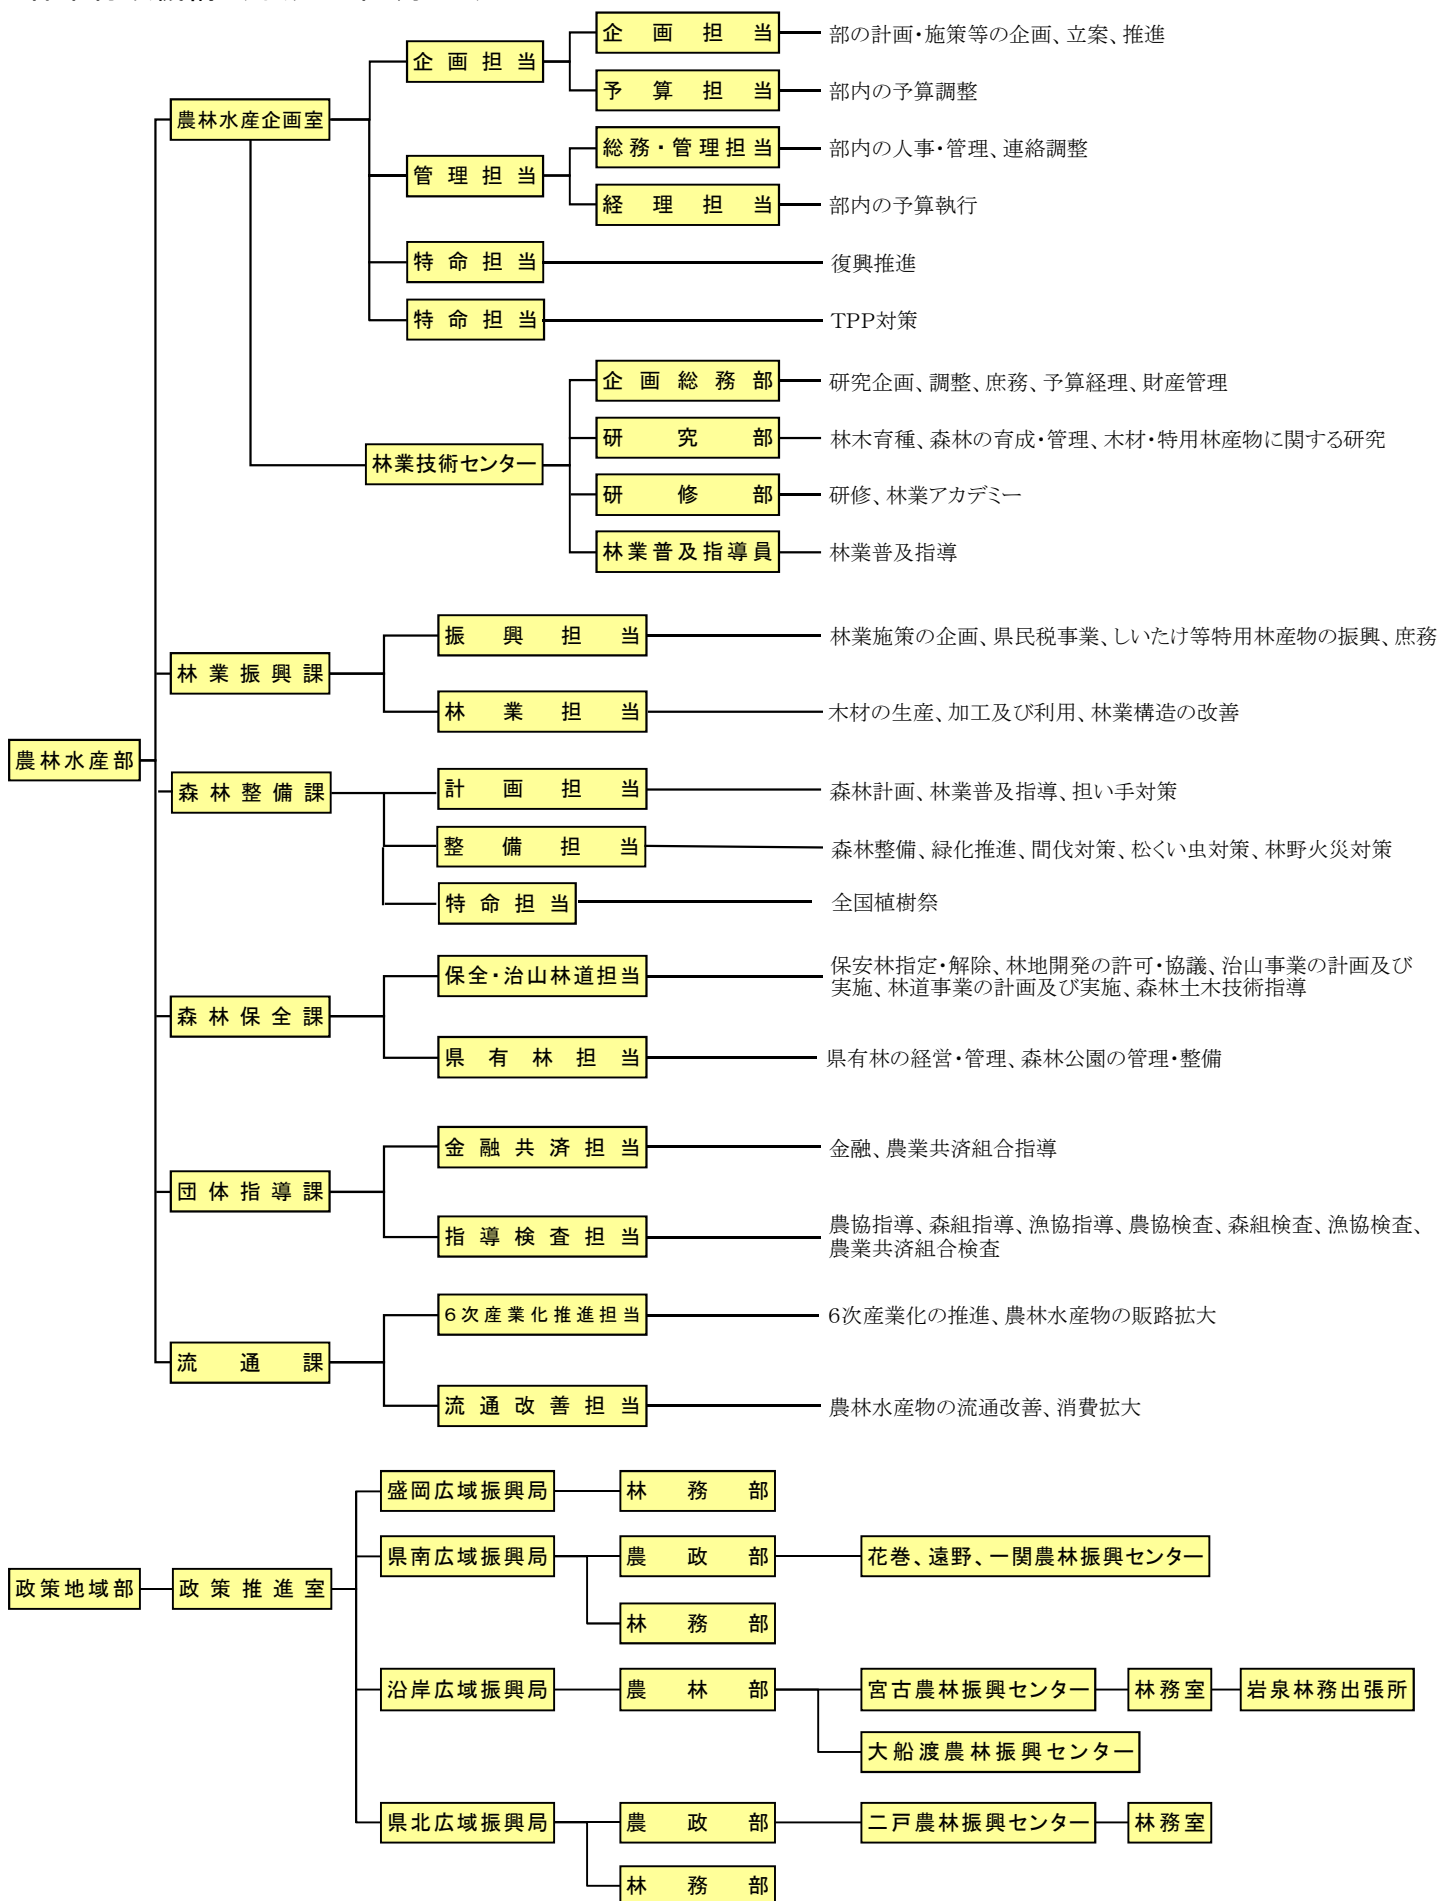 企画担当
部の計画・施策等の企画、立案、推進
企画担当
予算担当
部内の予算調整
農林水産企画室
総務・管理担当
部内の人事・管理、連絡調整
管理担当
経理担当
部内の予算執行
特命担当
復興推進
特命担当
TPP対策
企画総務部
研究企画、調整、庶務、予算経理、財産管理
研究部
林木育種、森林の育成・管理、木材・特用林産物に関する研究
林業技術センター
研修部
研修、林業アカデミー
林業普及指導員
林業普及指導
振興担当
林業施策の企画、県民税事業、しいたけ等特用林産物の振興、庶務
林業振興課
林業担当
木材の生産、加工及び利用、林業構造の改善
農林水産部
森林整備課
計画担当
森林計画、林業普及指導、担い手対策
整備担当
森林整備、緑化推進、間伐対策、松くい虫対策、林野火災対策
特命担当
全国植樹祭
保全・治山林道担当
保安林指定・解除、林地開発の許可・協議、治山事業の計画及び
実施、林道事業の計画及び実施、森林土木技術指導
森林保全課
県有林担当
県有林の経営・管理、森林公園の管理・整備
金融共済担当
金融、農業共済組合指導
団体指導課
指導検査担当
農協指導、森組指導、漁協指導、農協検査、森組検査、漁協検査、
農業共済組合検査
6次産業化推進担当
6次産業化の推進、農林水産物の販路拡大
流通課
流通改善担当
農林水産物の流通改善、消費拡大
盛岡広域振興局
林務部
県南広域振興局
農政部
花巻、遠野、一関農林振興センター
政策地域部
政策推進室
林務部
沿岸広域振興局
農林部
宮古農林振興センター
林務室
岩泉林務出張所
大船渡農林振興センター
県北広域振興局
農政部
二戸農林振興センター
林務室
林務部